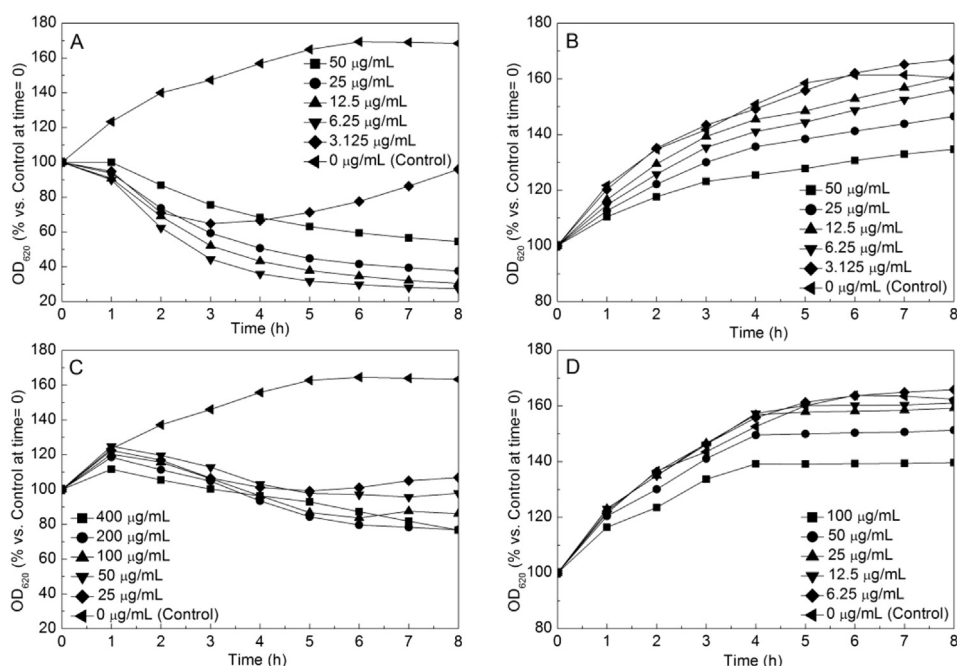 A
OD620 (% vs. Control at time= 0)
180
160
140
120
100
80
60
40
20
50 µg/mL
25 µg/mL
12.5 µg/mL
6.25 µg/mL
3.125 µg/mL
0 µg/mL (Control)
0 1 2 3 4 5 6 7 8
Time (h)
B
OD620 (% vs. Control at time= 0)
180
160
140
120
100
80
50 µg/mL
25 µg/mL
12.5 µg/mL
6.25 µg/mL
3.125 µg/mL
0 µg/mL (Control)
0 1 2 3 4 5 6 7 8
Time (h)
C
OD620 (% vs. Control at time= 0)
180
160
140
120
100
80
60
40
20
400 µg/mL
200 µg/mL
100 µg/mL
50 µg/mL
25 µg/mL
0 µg/mL (Control)
0 1 2 3 4 5 6 7 8
Time (h)
D
OD620 (% vs. Control at time= 0)
180
160
140
120
100
80
100 µg/mL
50 µg/mL
25 µg/mL
12.5 µg/mL
6.25 µg/mL
0 µg/mL (Control)
0 1 2 3 4 5 6 7 8
Time (h)